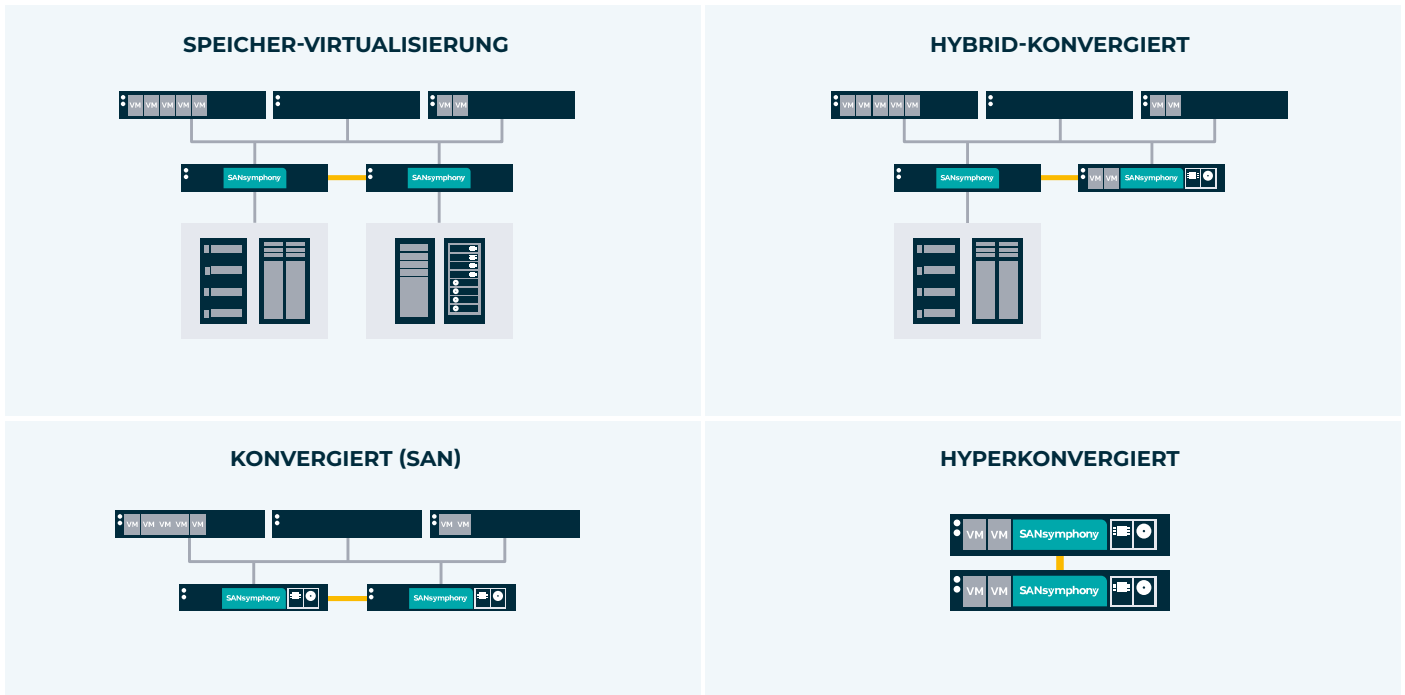 SPEICHER-VIRTUALISIERUNG
VM VM VM VM VM
VM VM
SANsymphony
SANsymphony
HYBRID-KONVERGIERT
VM VM VM VM VM
VM VM
SANsymphony
VM VM SANsymphony
KONVERGIERT (SAN)
VM VM VM VM VM
VM VM
SANsymphony
SANsymphony
HYPERKONVERGIERT
VM VM SANsymphony
VM VM SANsymphony